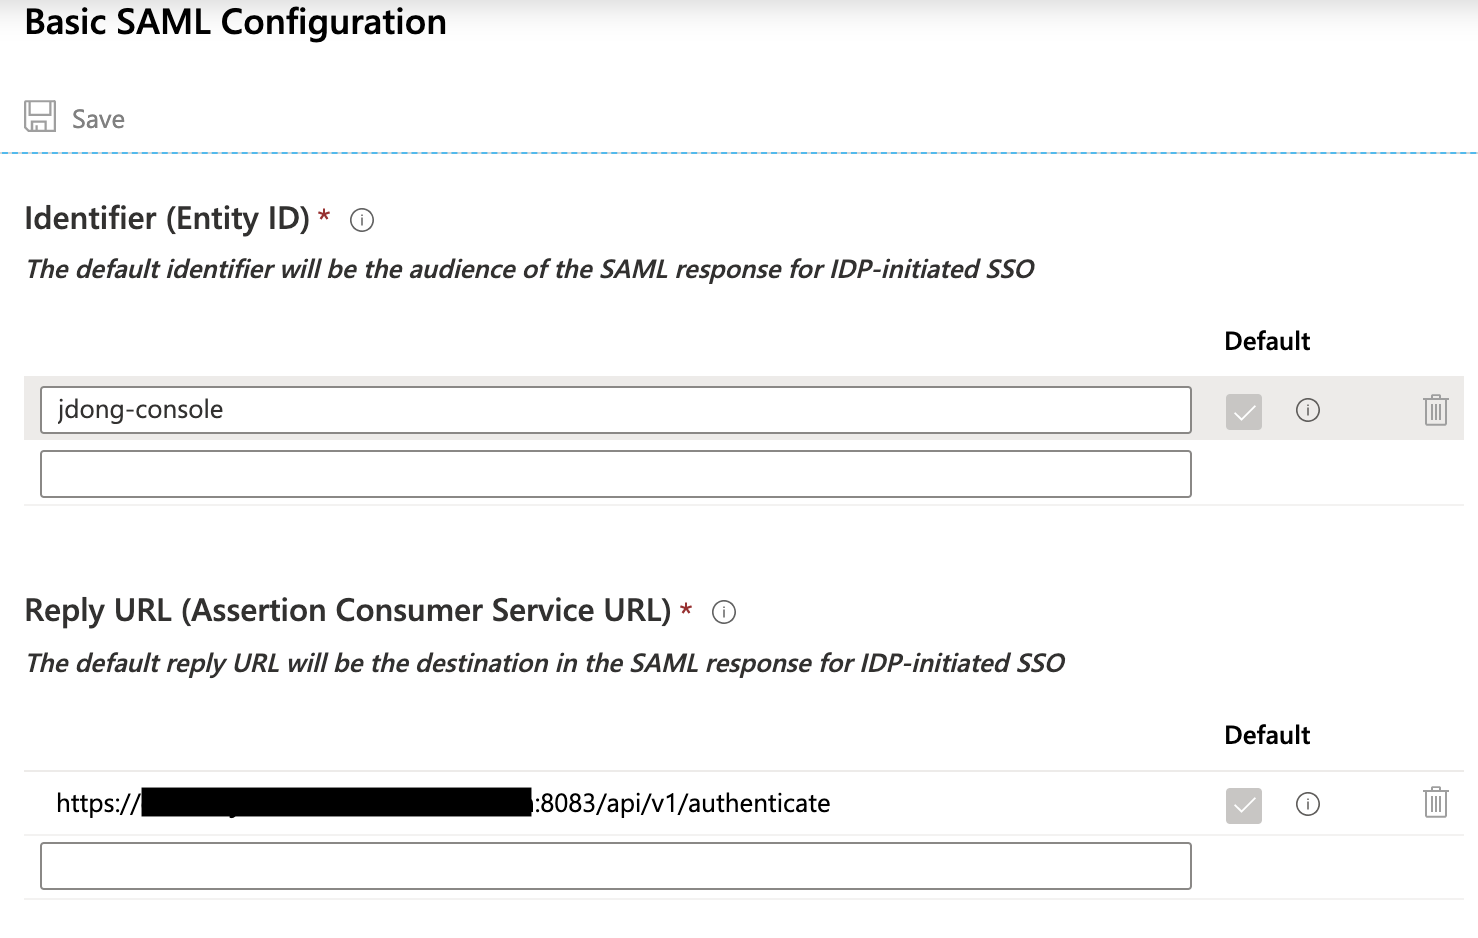 Basic SAML Configuration
Save
Identifier (Entity ID) *
The default identifier will be the audience of the SAML response for IDP-initiated SSO
Default
jdong-console
Reply URL (Assertion Consumer Service URL) *
The default reply URL will be the destination in the SAML response for IDP-initiated SSO
Default
https:// :8083/api/v1/authenticate